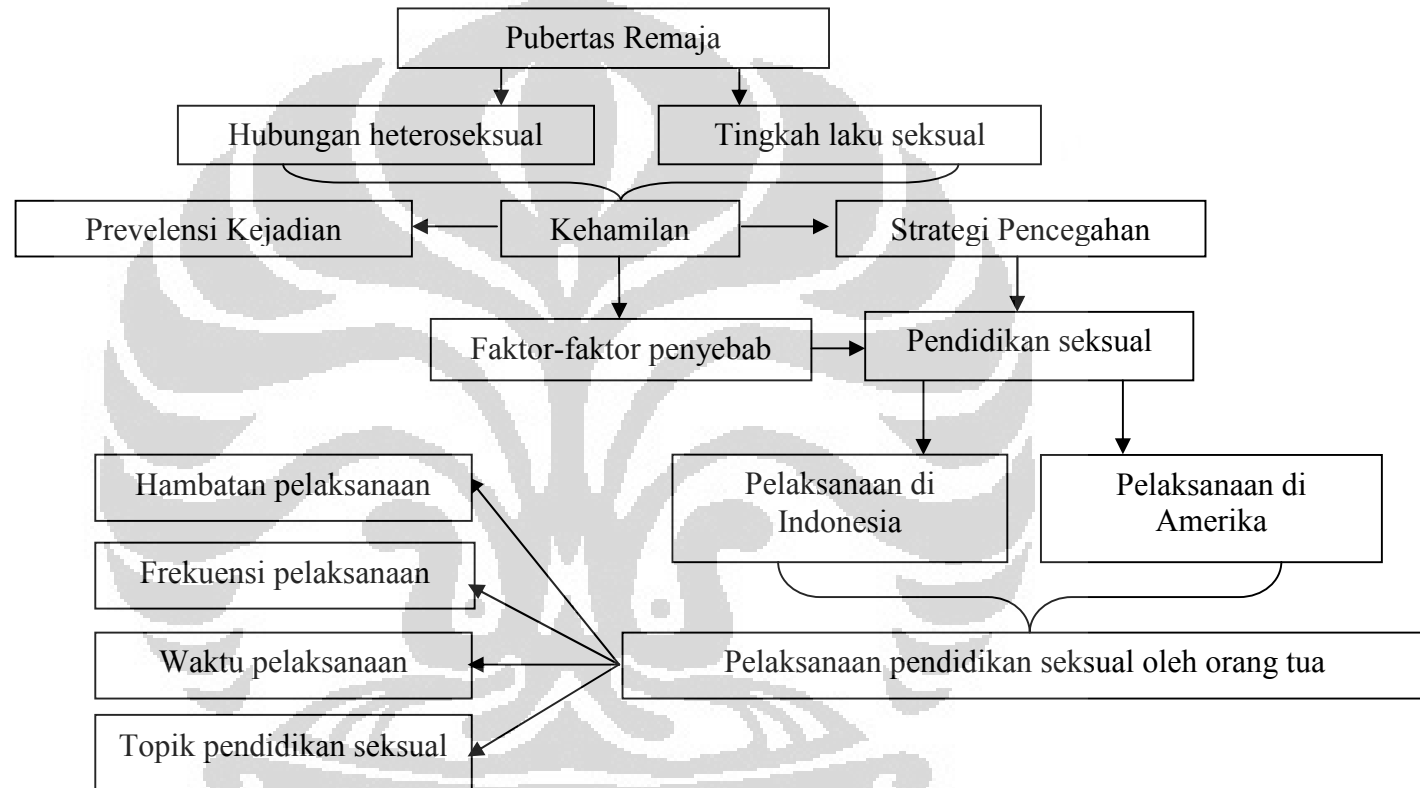 Pubertas Remaja
Hubungan heteroseksual
Tingkah laku seksual
Prevelensi Kejadian
Kehamilan
Strategi Pencegahan
Faktor-faktor penyebab
Pendidikan seksual
Hambatan pelaksanaan
Pelaksanaan di
Indonesia
Pelaksanaan di
Amerika
Frekuensi pelaksanaan
Waktu pelaksanaan
Pelaksanaan pendidikan seksual oleh orang tua
Topik pendidikan seksual